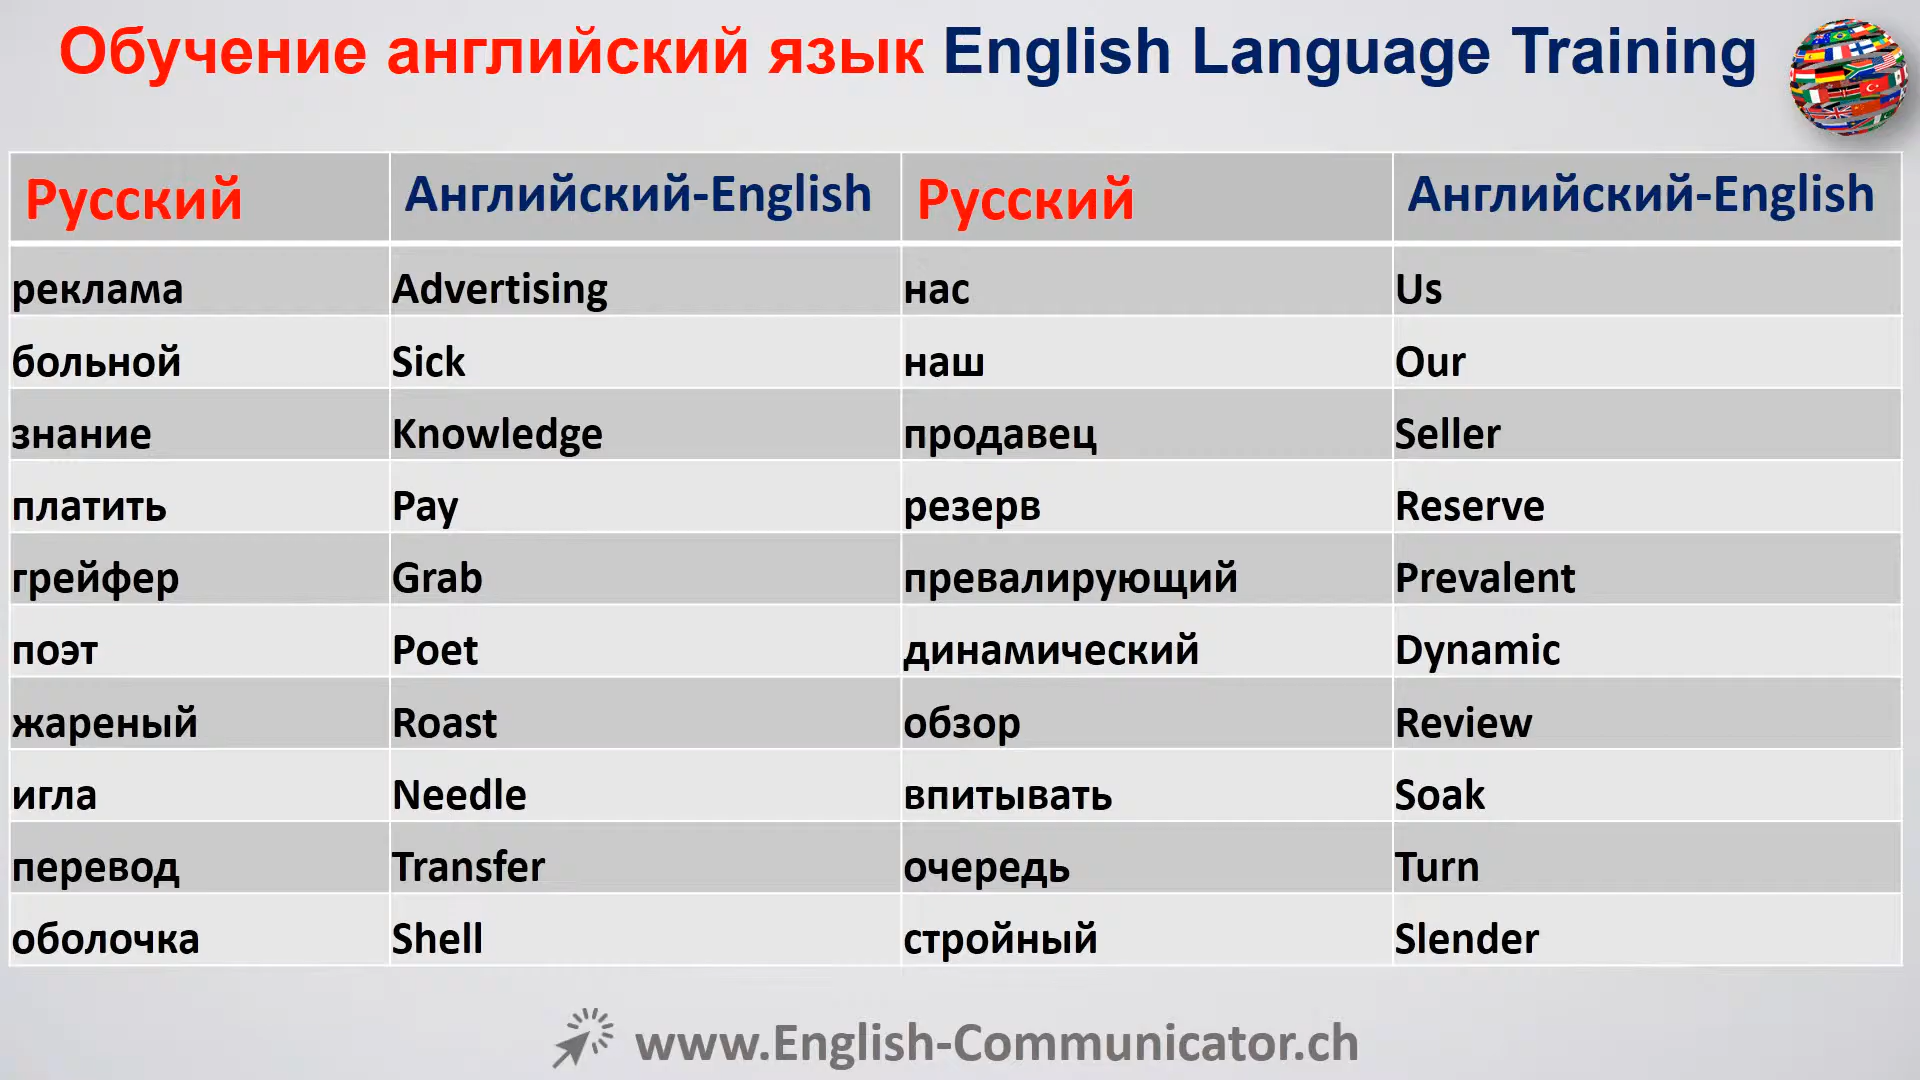 Обучение английский язык English Language Training
Русский Английский-English Русский Английский-English
реклама Advertising нас Us
больной Sick наш Our
знание Knowledge продавец Seller
платить Pay резерв Reserve
грейфер Grab превалирующий Prevalent
поэт Poet динамический Dynamic
жареный Roast обзор Review
игла Needle впитывать Soak
перевод Transfer очередь Turn
оболочка Shell стройный Slender
www.English-Communicator.ch